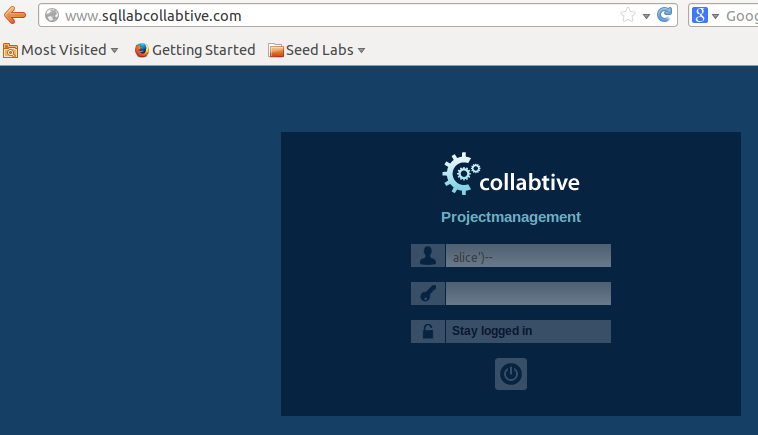 www.sqllabcollabtive.com
Goog
Most Visited Getting Started Seed Labs
collabtive
Projectmanagement
alice')--
Stay logged in